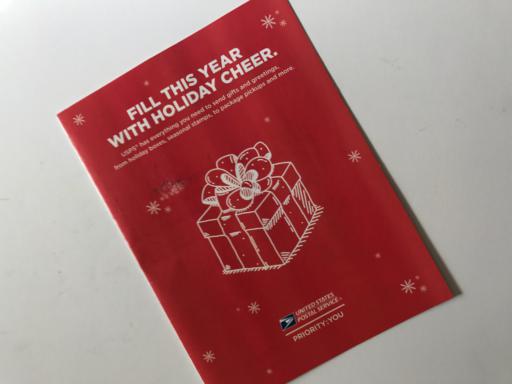 FILL THIS YEAR
WITH HOLIDAY CHEER.
USPS® has everything you need to send gifts and greetings,
from holiday boxes, seasonal stamps, to package pickups and more.
UNITED STATES
POSTAL SERVICE®
PRIORITY:YOU